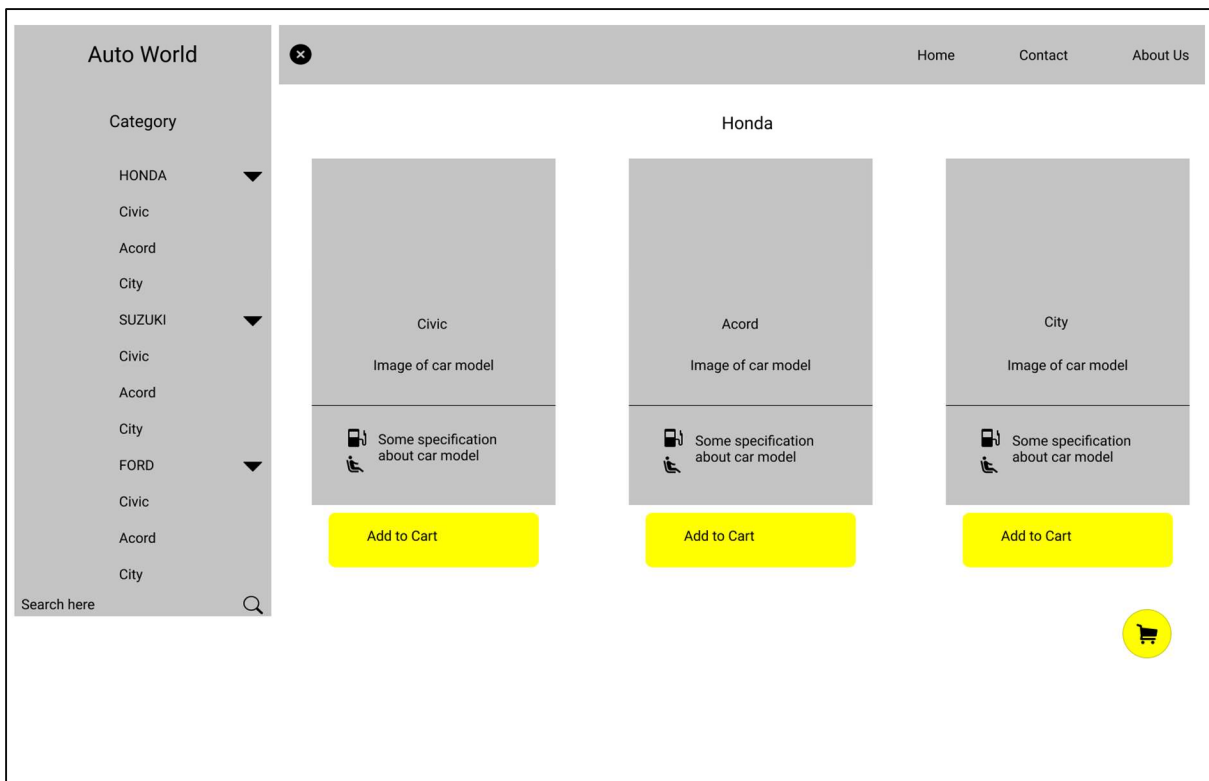 Auto World
Category
HONDA
Civic
Acord
City
SUZUKI
Civic
Acord
City
FORD
Civic
Acord
City
Search here
Home
Contact
About Us
Honda
Civic
Image of car model
Some specification
about car model
Add to Cart
Acord
Image of car model
Some specification
about car model
Add to Cart
City
Image of car model
Some specification
about car model
Add to Cart